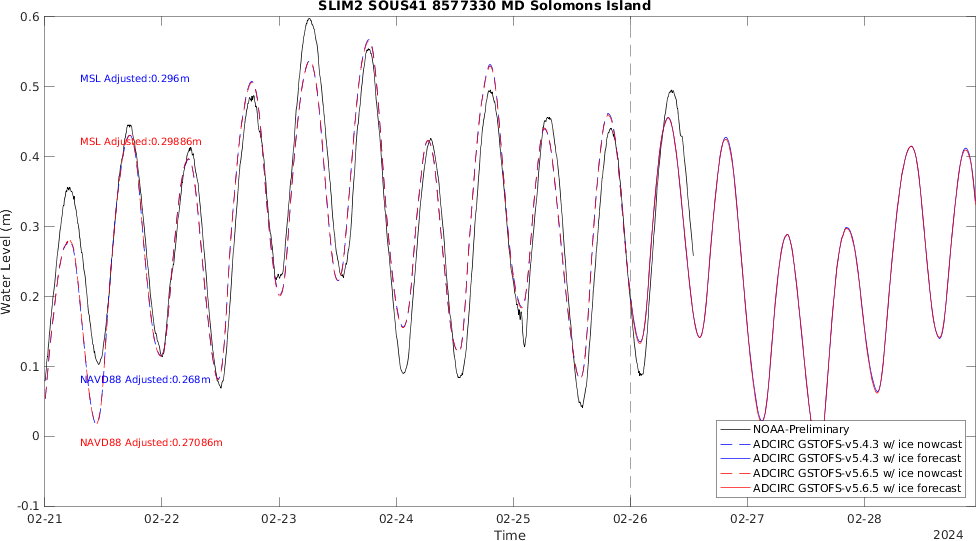 SLIM2 SOUS41 8577330 MD Solomons Island
0.6
0.5
0.4
0.3
0.2
0.1
0
-0.1
Water Level (m)
MSL Adjusted:0.296m
MSL Adjusted:0.29886m
NAVD88 Adjusted:0.268m
NAVD88 Adjusted:0.27086m
NOAA-Preliminary
ADCIRC GSTOFS-v5.4.3 w/ ice nowcast
ADCIRC GSTOFS-v5.4.3 w/ ice forecast
ADCIRC GSTOFS-v5.6.5 w/ ice nowcast
ADCIRC GSTOFS-v5.6.5 w/ ice forecast
02-21 02-22 02-23 02-24 02-25 02-26 02-27 02-28
Time
2024